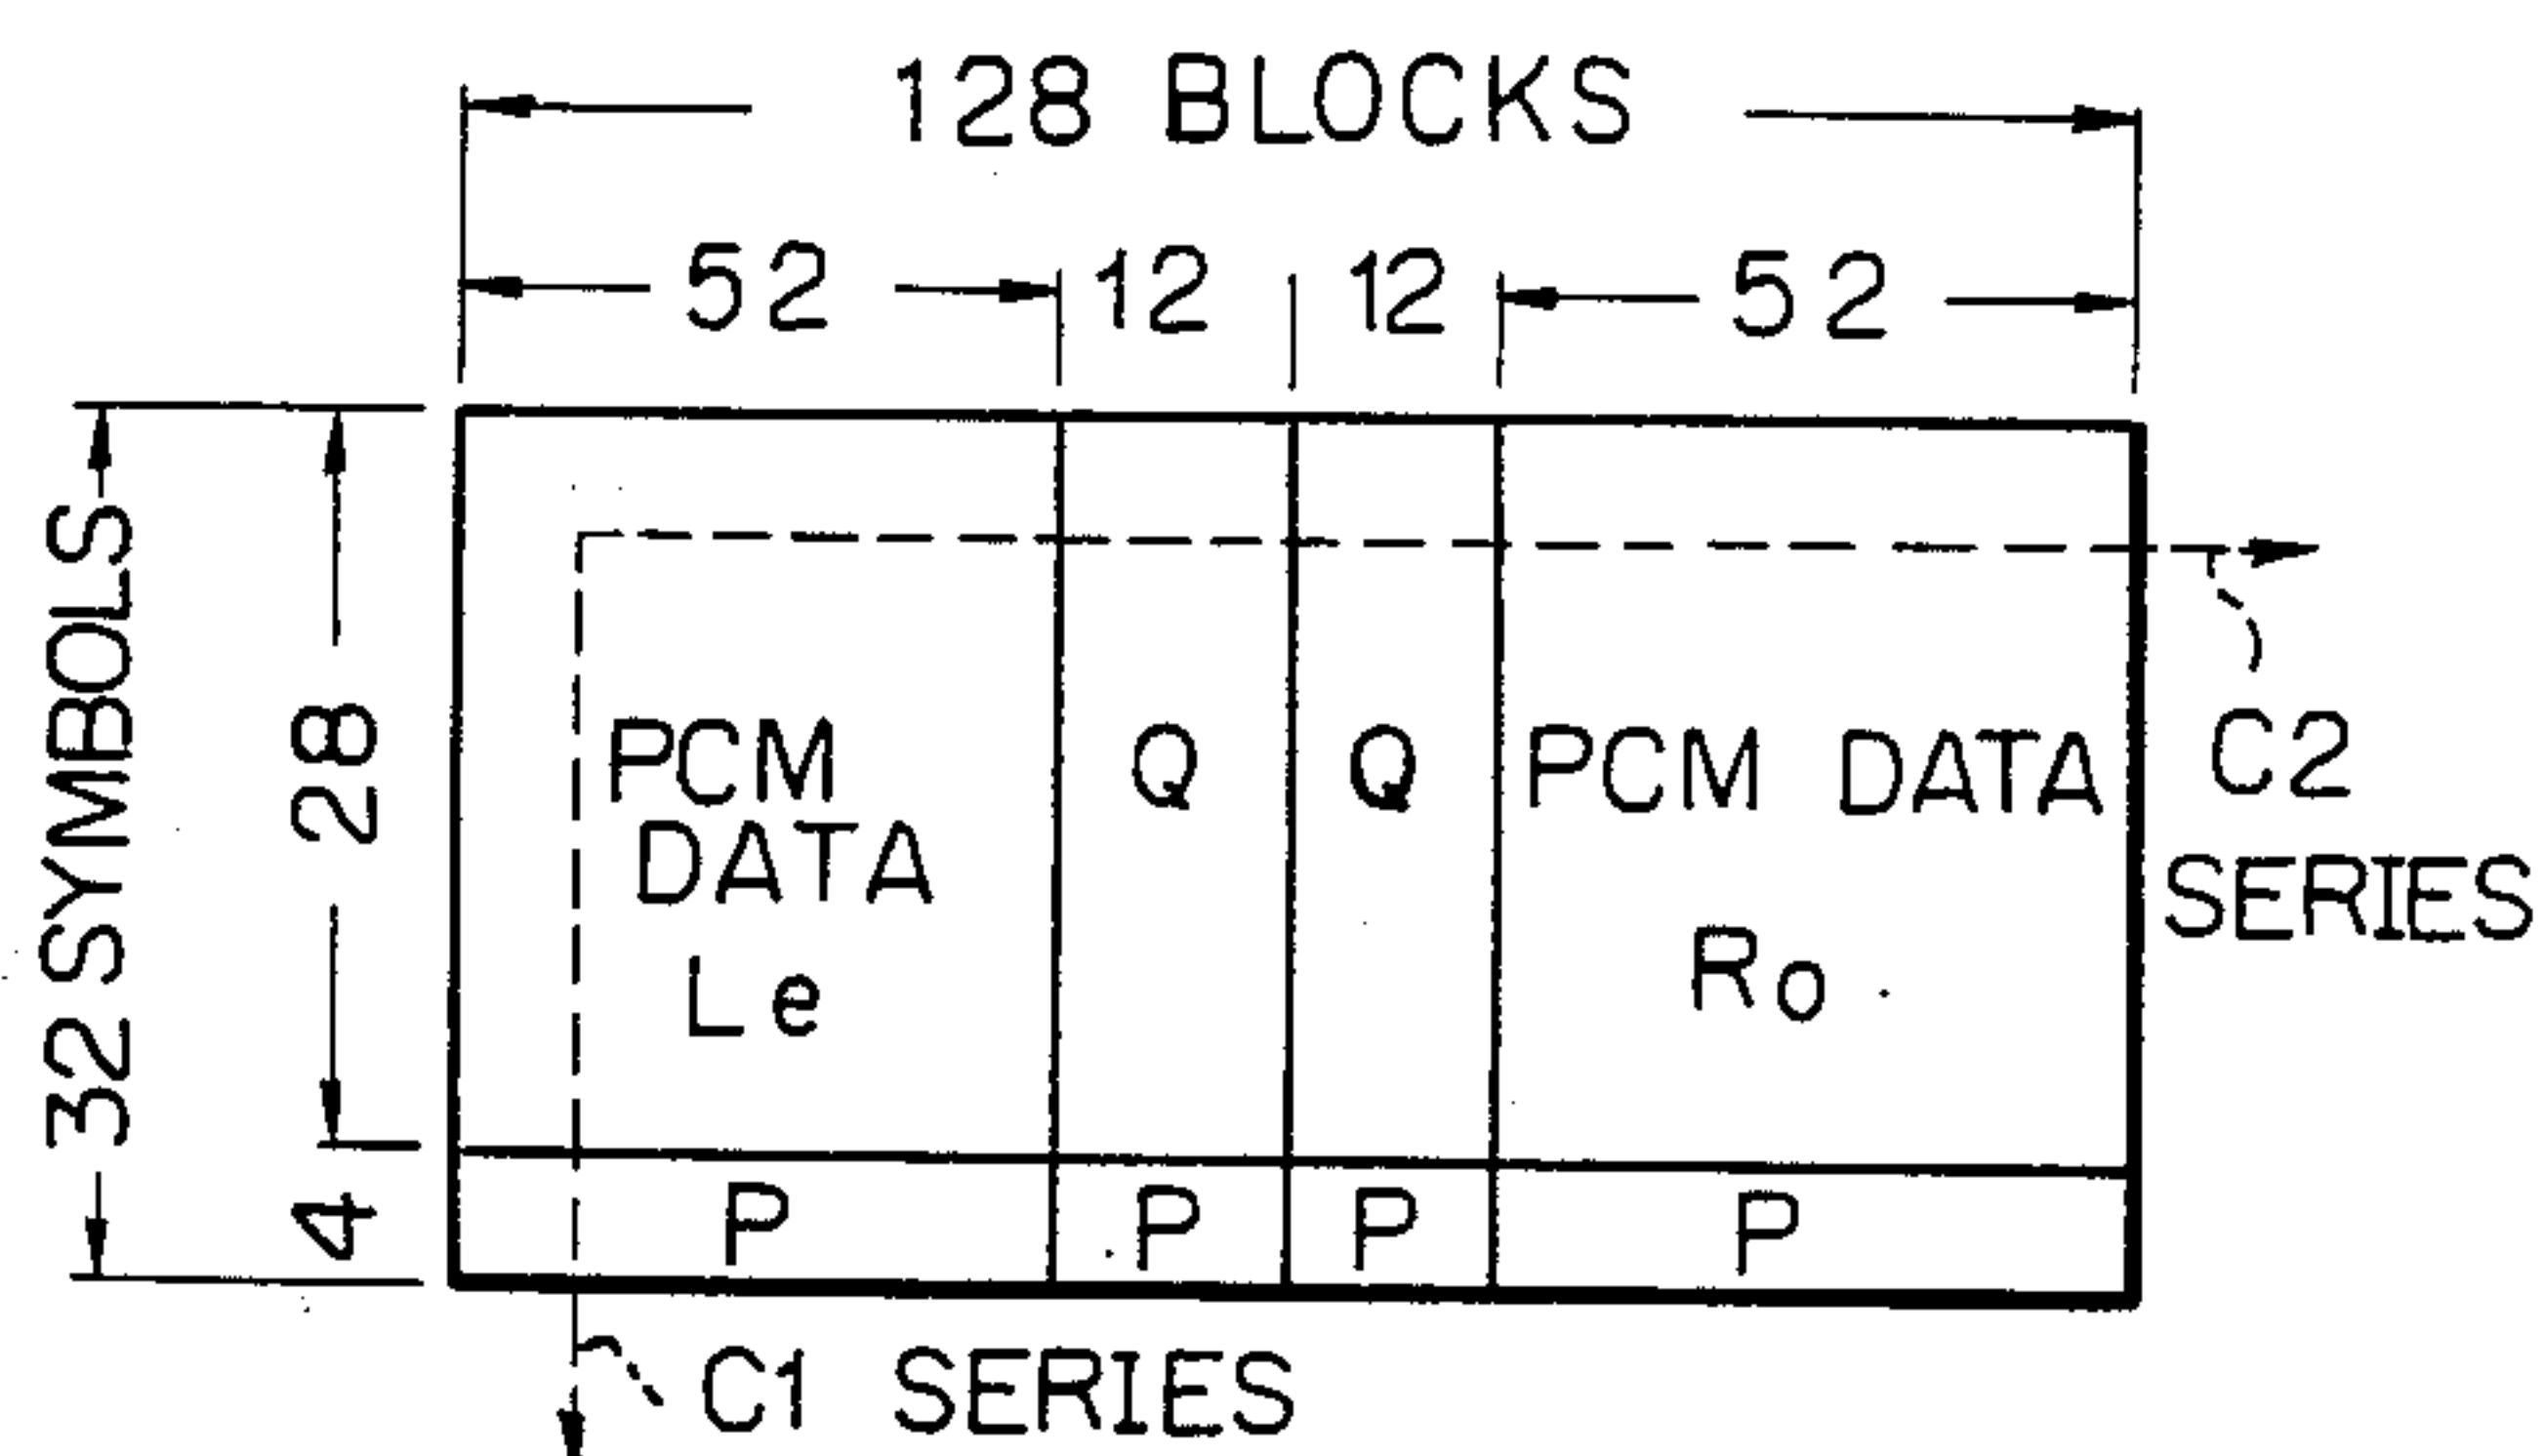 128 BLOCKS
52 12 12 52
32 SYMBOLS
28
4
PCM DATA Le
Q
Q
PCM DATA
Ro
C2 SERIES
P P P P
C1 SERIES